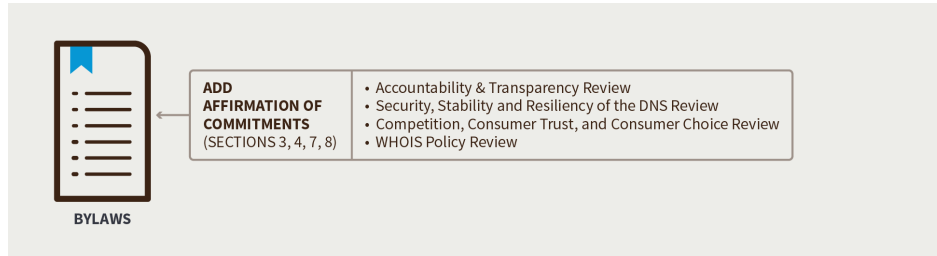 ADD
AFFIRMATION OF
COMMITMENTS
(SECTIONS 3, 4, 7, 8)
• Accountability & Transparency Review
• Security, Stability and Resiliency of the DNS Review
• Competition, Consumer Trust, and Consumer Choice Review
• WHOIS Policy Review
BYLAWS